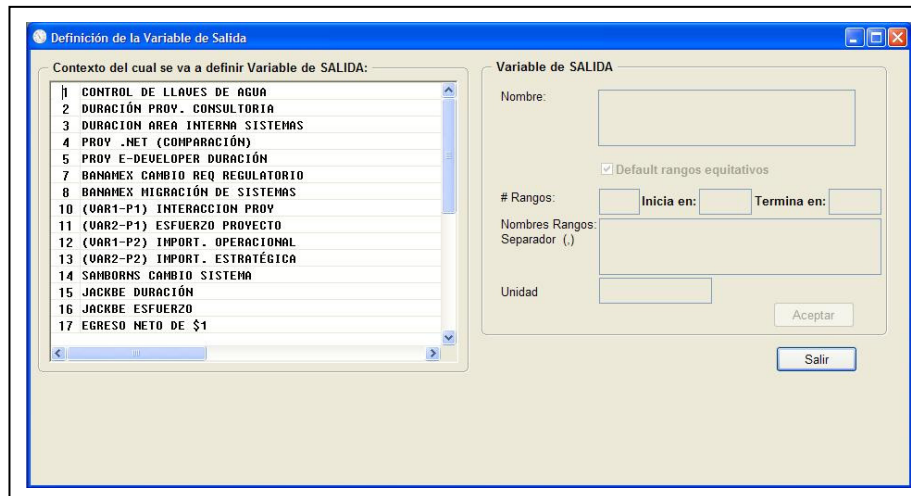 Definición de la Variable de Salida
Contexto del cual se va a definir Variable de SALIDA:
1 CONTROL DE LLAVES DE AGUA
2 DURACIÓN PROY. CONSULTORIA
3 DURACION AREA INTERNA SISTEMAS
4 PROY .NET (COMPARACIÓN)
5 PROY E-DEVELOPER DURACIÓN
7 BANAMEX CAMBIO REQ REGULATORIO
8 BANAMEX MIGRACIÓN DE SISTEMAS
10 (VAR1-P1) INTERACCION PROY
11 (VAR2-P1) ESFUERZO PROYECTO
12 (VAR1-P2) IMPORT. OPERACIONAL
13 (VAR2-P2) IMPORT. ESTRATÉGICA
14 SAMBORNS CAMBIO SISTEMA
15 JACKBE DURACIÓN
16 JACKBE ESFUERZO
17 EGRESO NETO DE $1
Variable de SALIDA
Nombre:
Default rangos equitativos
# Rangos: Inicia en: Termina en:
Nombres Rangos:
Separador (,)
Unidad
Aceptar
Salir